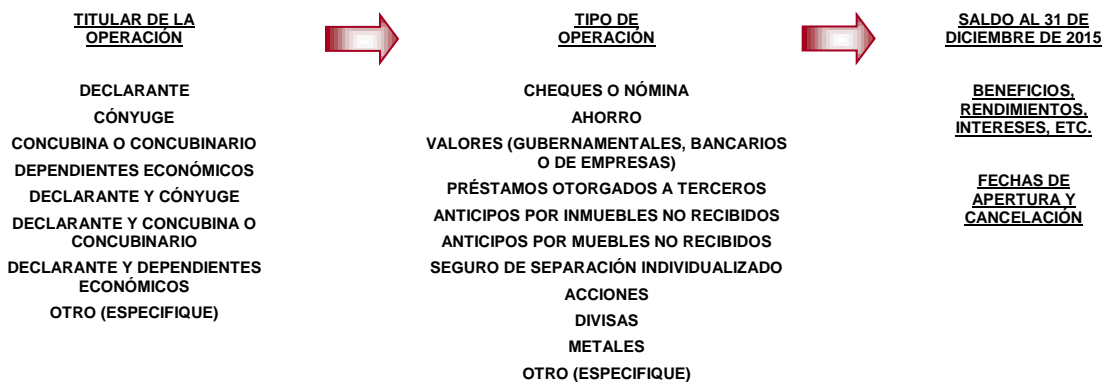 TITULAR DE LA
OPERACIÓN
DECLARANTE
CÓNYUGE
CONCUBINA O CONCUBINARIO
DEPENDIENTES ECONÓMICOS
DECLARANTE Y CÓNYUGE
DECLARANTE Y CONCUBINA O
CONCUBINARIO
DECLARANTE Y DEPENDIENTES
ECONÓMICOS
OTRO (ESPECIFIQUE)
TIPO DE
OPERACIÓN
CHEQUES O NÓMINA
AHORRO
VALORES (GUBERNAMENTALES, BANCARIOS
O DE EMPRESAS)
PRÉSTAMOS OTORGADOS A TERCEROS
ANTICIPOS POR INMUEBLES NO RECIBIDOS
ANTICIPOS POR MUEBLES NO RECIBIDOS
SEGURO DE SEPARACIÓN INDIVIDUALIZADO
ACCIONES
DIVISAS
METALES
OTRO (ESPECIFIQUE)
SALDO AL 31 DE
DICIEMBRE DE 2015
BENEFICIOS,
RENDIMIENTOS,
INTERESES, ETC.
FECHAS DE
APERTURA Y
CANCELACIÓN